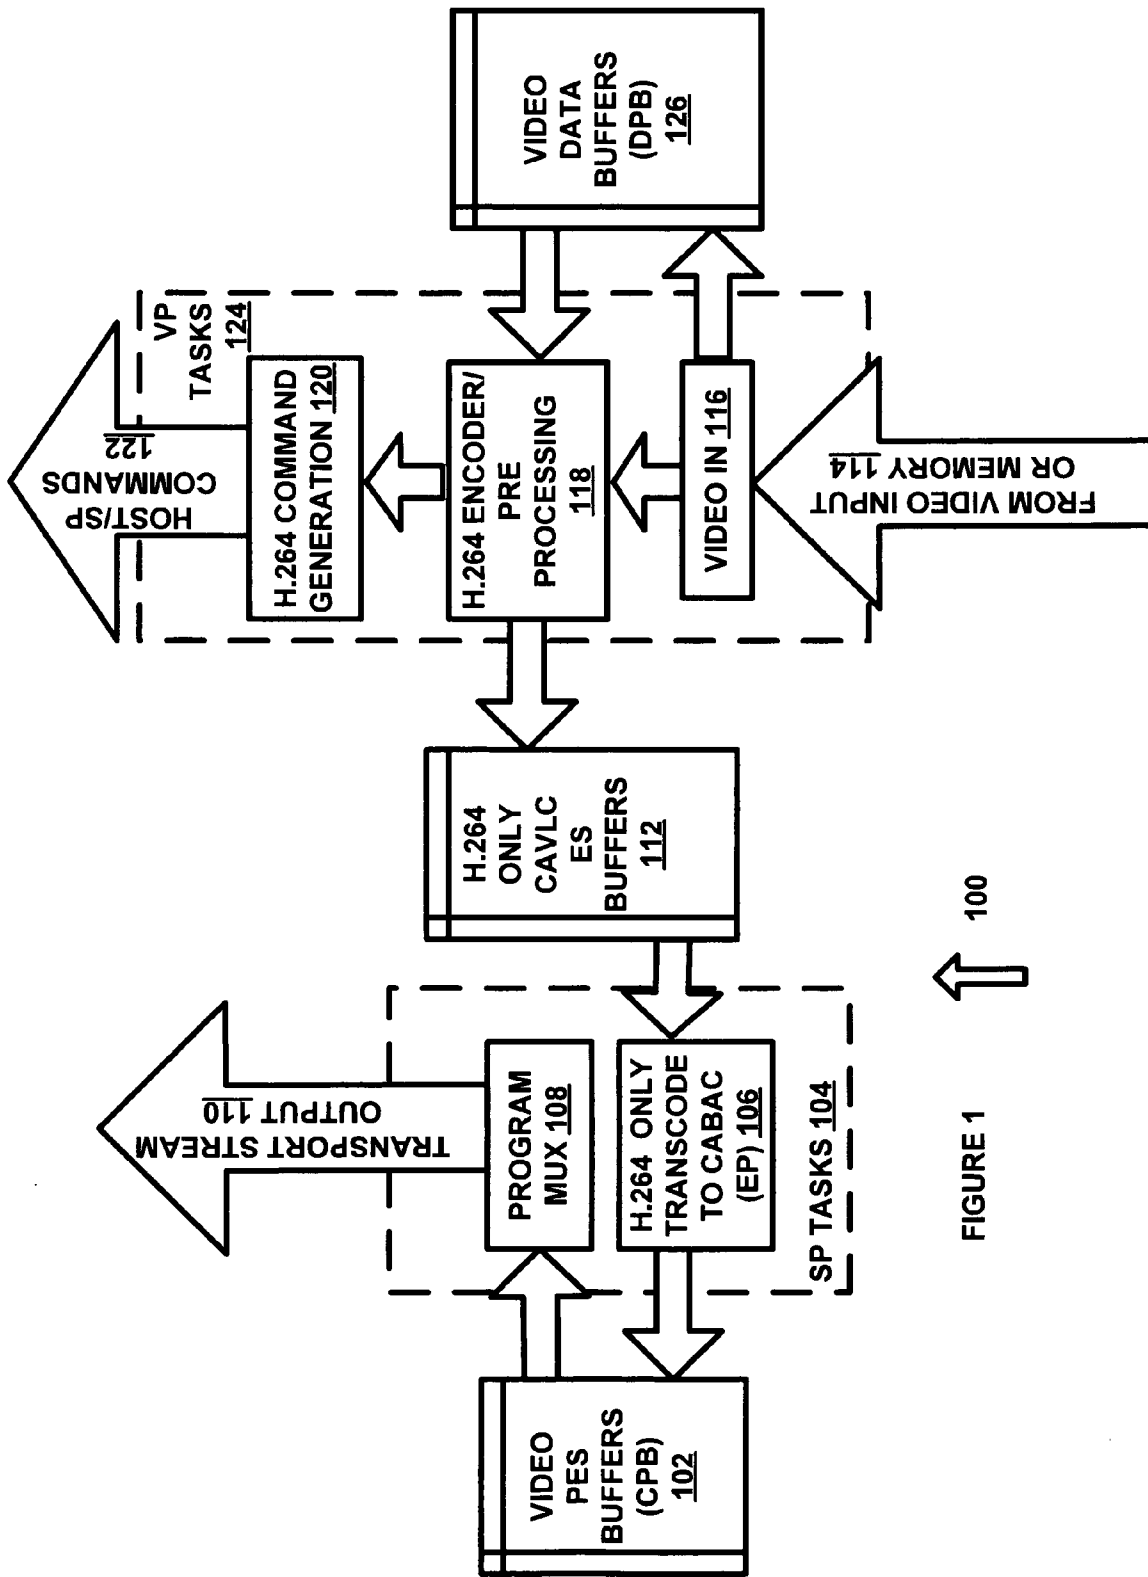 VIDEO
PES
BUFFERS
(CPB)
102
TRANSPORT STREAM
OUTPUT 110
PROGRAM
MUX 108
H.264 ONLY
TRANSCODE
TO CABAC
(EP) 106
SP TASKS 104
H.264
ONLY
CAVLC
ES
BUFFERS
112
HOST/SP
COMMANDS
122
VP
TASKS
124
H.264 COMMAND
GENERATION 120
H.264 ENCODER/
PRE
PROCESSING
118
VIDEO IN 116
FROM VIDEO INPUT
OR MEMORY 114
VIDEO
DATA
BUFFERS
(DPB)
126
100
FIGURE 1